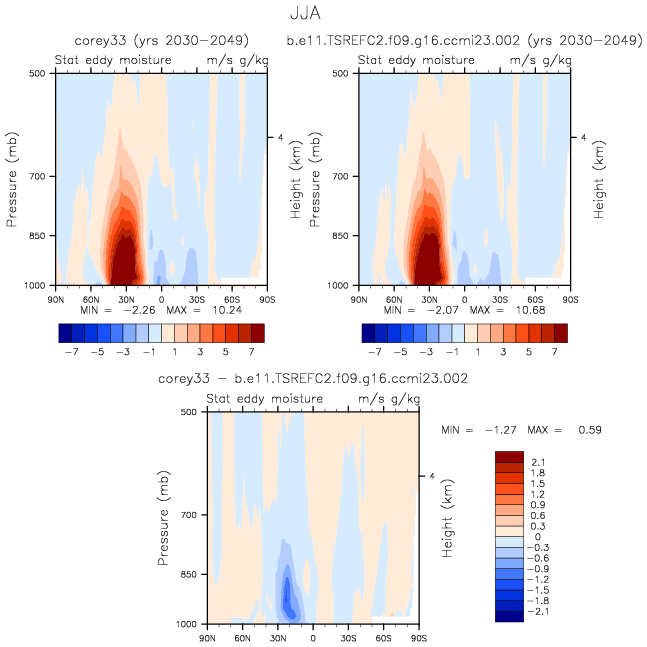 JJA
corey33 (yrs 2030-2049)
b.e11.TSREFC2.f09.g16.ccmi23.002 (yrs 2030-2049)
Stat eddy moisture m/s g/kg
Stat eddy moisture m/s g/kg
500
700
850
1000
Pressure (mb)
4
Height (km)
90N 60N 30N 0 30S 60S 90S
MIN = -2.26 MAX = 10.24
-7 -5 -3 -1 1 3 5 7
500
700
850
1000
Pressure (mb)
4
Height (km)
90N 60N 30N 0 30S 60S 90S
MIN = -2.07 MAX = 10.68
-7 -5 -3 -1 1 3 5 7
corey33 - b.e11.TSREFC2.f09.g16.ccmi23.002
Stat eddy moisture m/s g/kg
500
700
850
1000
Pressure (mb)
4
Height (km)
90N 60N 30N 0 30S 60S 90S
MIN = -1.27 MAX = 0.59
2.1
1.8
1.5
1.2
0.9
0.6
0.3
0
-0.3
-0.6
-0.9
-1.2
-1.5
-1.8
-2.1